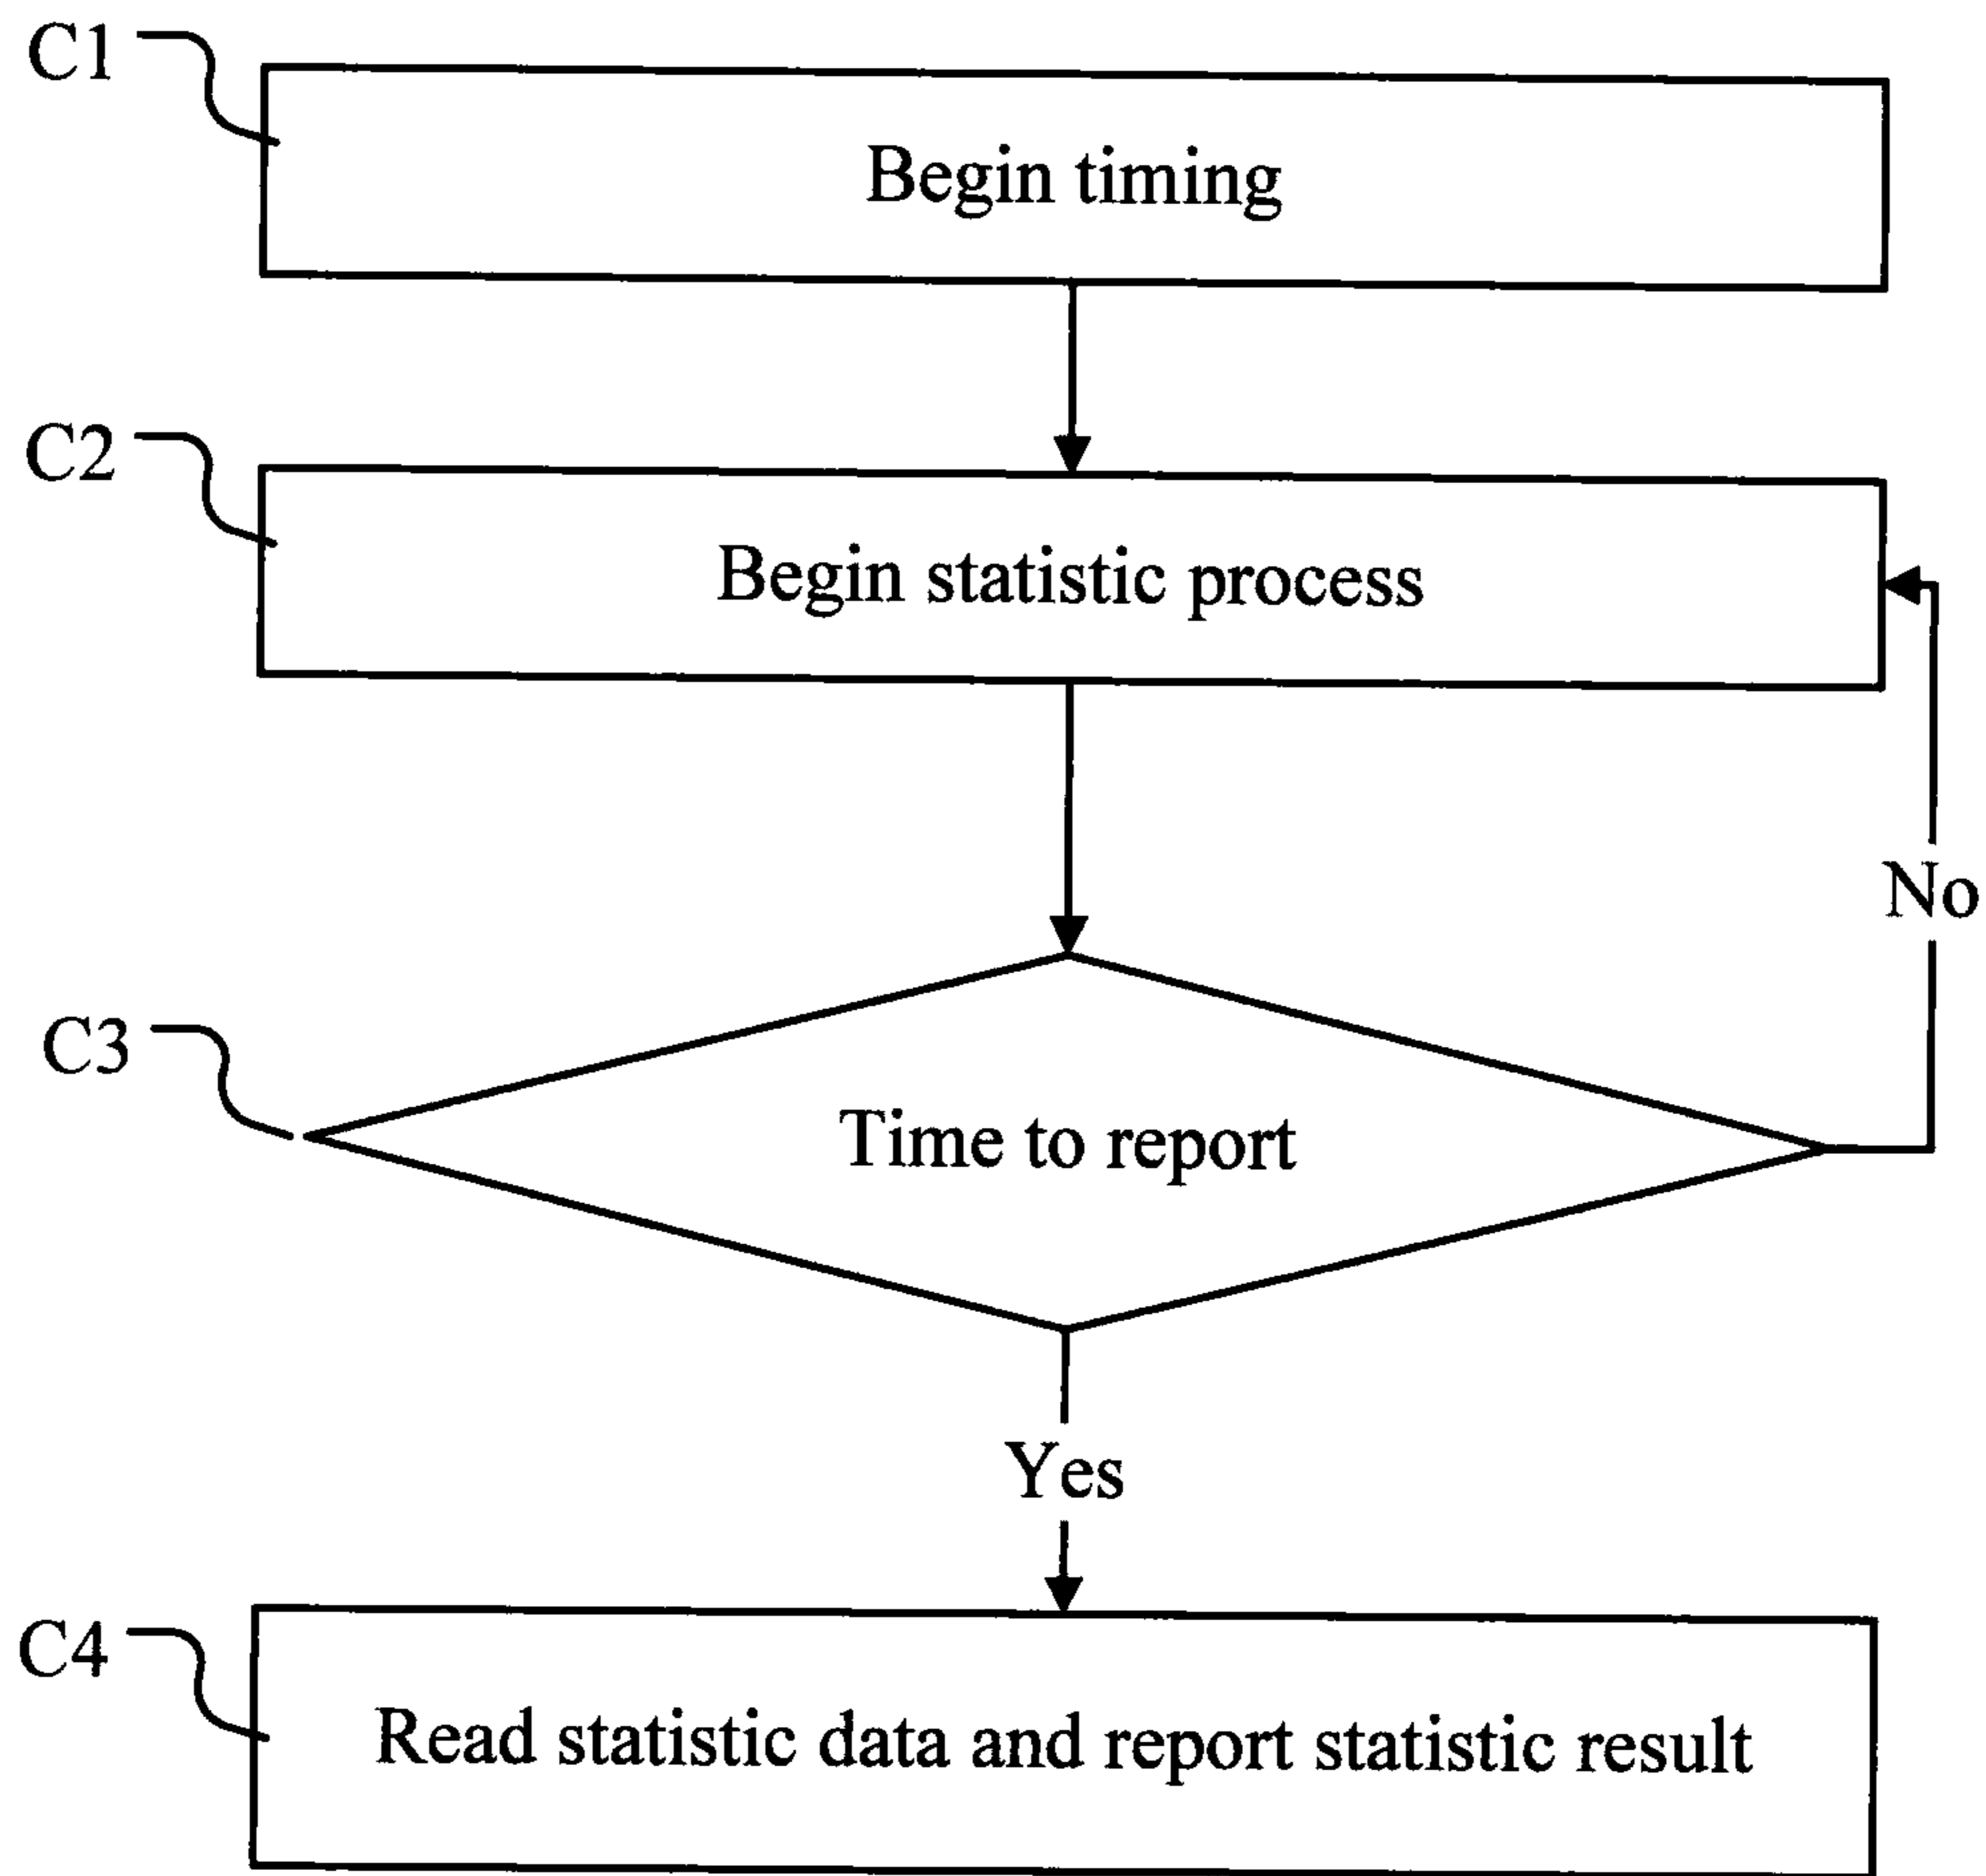 C1
Begin timing
C2
Begin statistic process
No
C3
Time to report
Yes
C4
Read statistic data and report statistic result